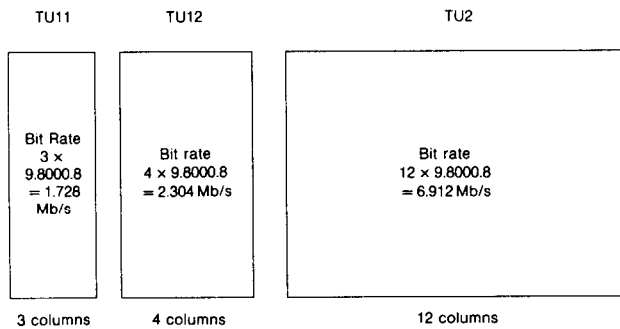 TU11
TU12
TU2
Bit Rate
3 ×
9.8000.8
= 1.728
Mb/s
Bit rate
4 × 9.8000.8
= 2.304 Mb/s
Bit rate
12 × 9.8000.8
= 6.912 Mb/s
3 columns
4 columns
12 columns